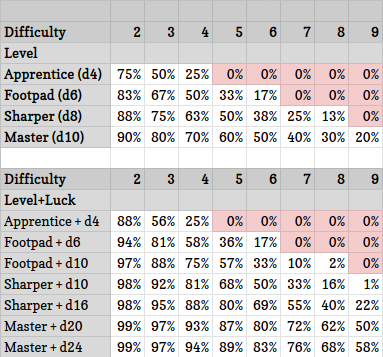 Difficulty 2 3 4 5 6 7 8 9
Level
Apprentice (d4) 75% 50% 25% 0% 0% 0% 0% 0%
Footpad (d6) 83% 67% 50% 33% 17% 0% 0% 0%
Sharper (d8) 88% 75% 63% 50% 38% 25% 13% 0%
Master (d10) 90% 80% 70% 60% 50% 40% 30% 20%
Difficulty 2 3 4 5 6 7 8 9
Level+Luck
Apprentice + d4 88% 56% 25% 0% 0% 0% 0% 0%
Footpad + d6 94% 81% 58% 36% 17% 0% 0% 0%
Footpad + d10 97% 88% 75% 57% 33% 10% 2% 0%
Sharper + d10 98% 92% 81% 68% 50% 33% 16% 1%
Sharper + d16 98% 95% 88% 80% 69% 55% 40% 22%
Master + d20 99% 97% 93% 87% 80% 72% 62% 50%
Master + d24 99% 97% 94% 89% 83% 76% 68% 58%